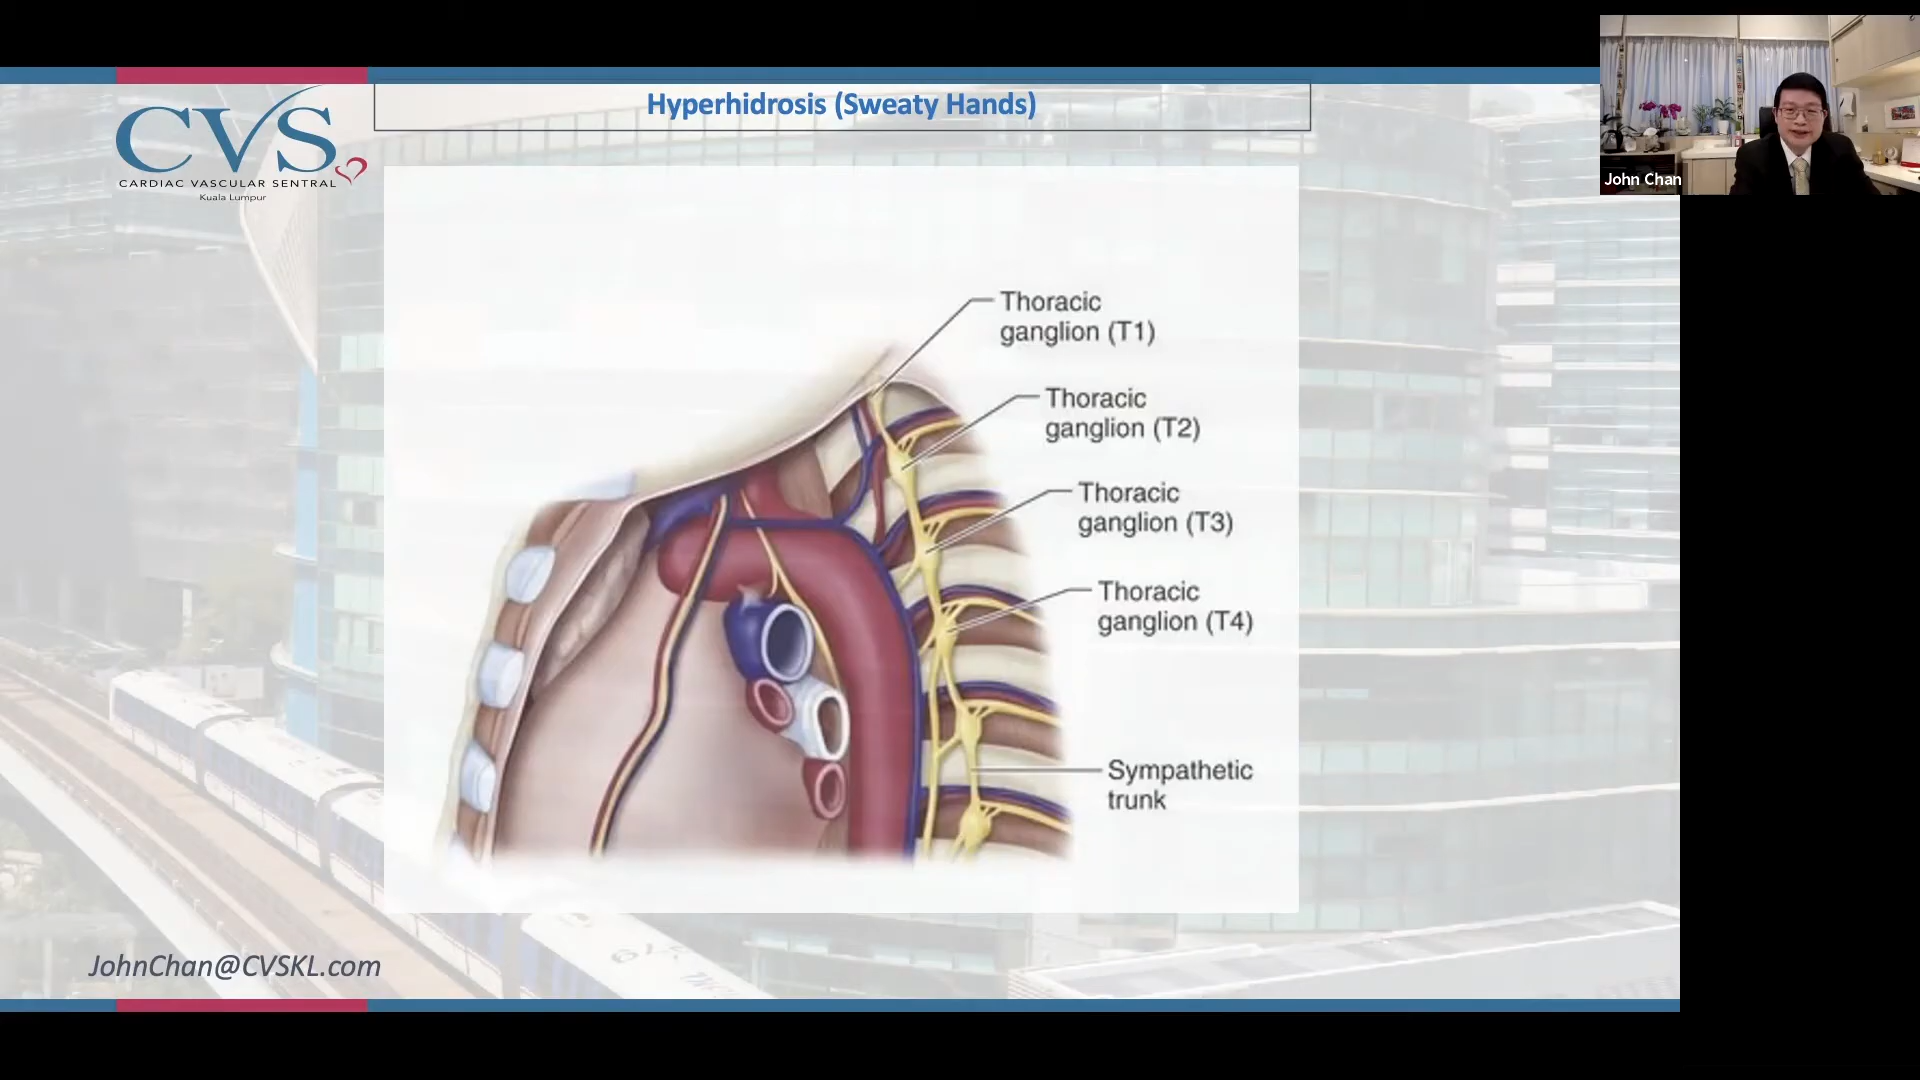 Hyperhidrosis (Sweaty Hands)
CVS
CARDIAC VASCULAR SENTRAL
Kuala Lumpur
John Chan
Thoracic
ganglion (T1)
Thoracic
ganglion (T2)
Thoracic
ganglion (T3)
Thoracic
ganglion (T4)
Sympathetic
trunk
JohnChan@CVSKL.com